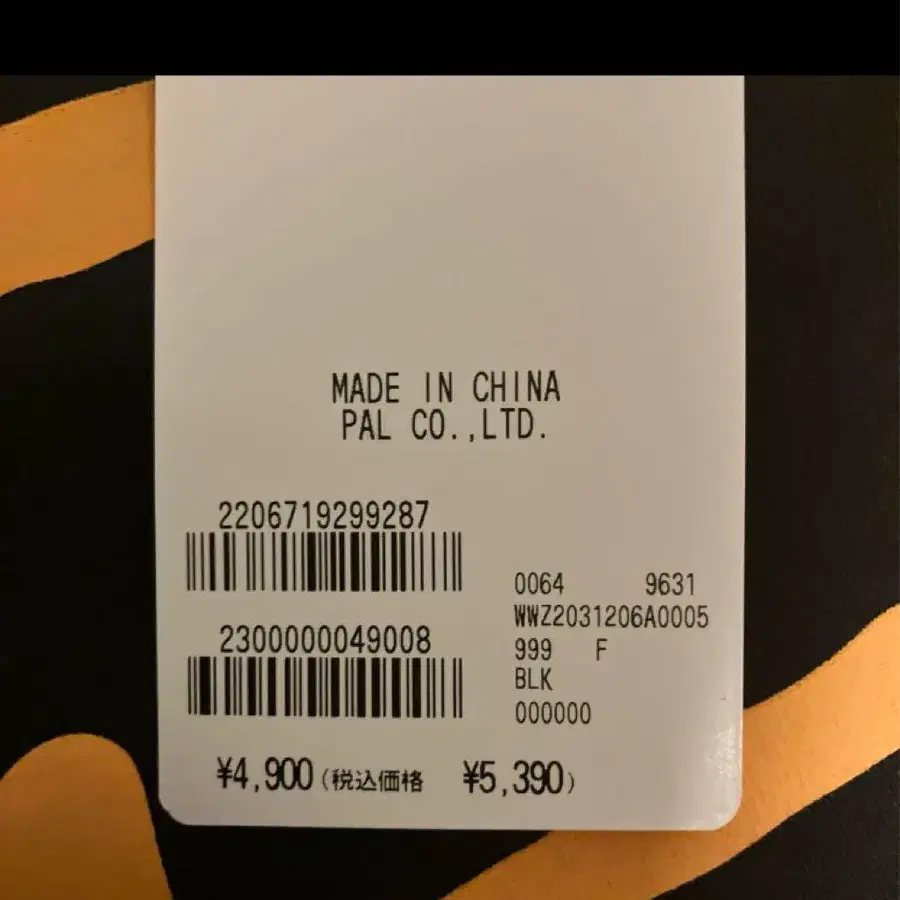 MADE IN CHINA
PAL CO.,LTD.
2206719299287
2300000049008
0064 9631
WWZ2031206A0005
999 F
BLK
000000
¥4,900(税込価格 ¥5,390)